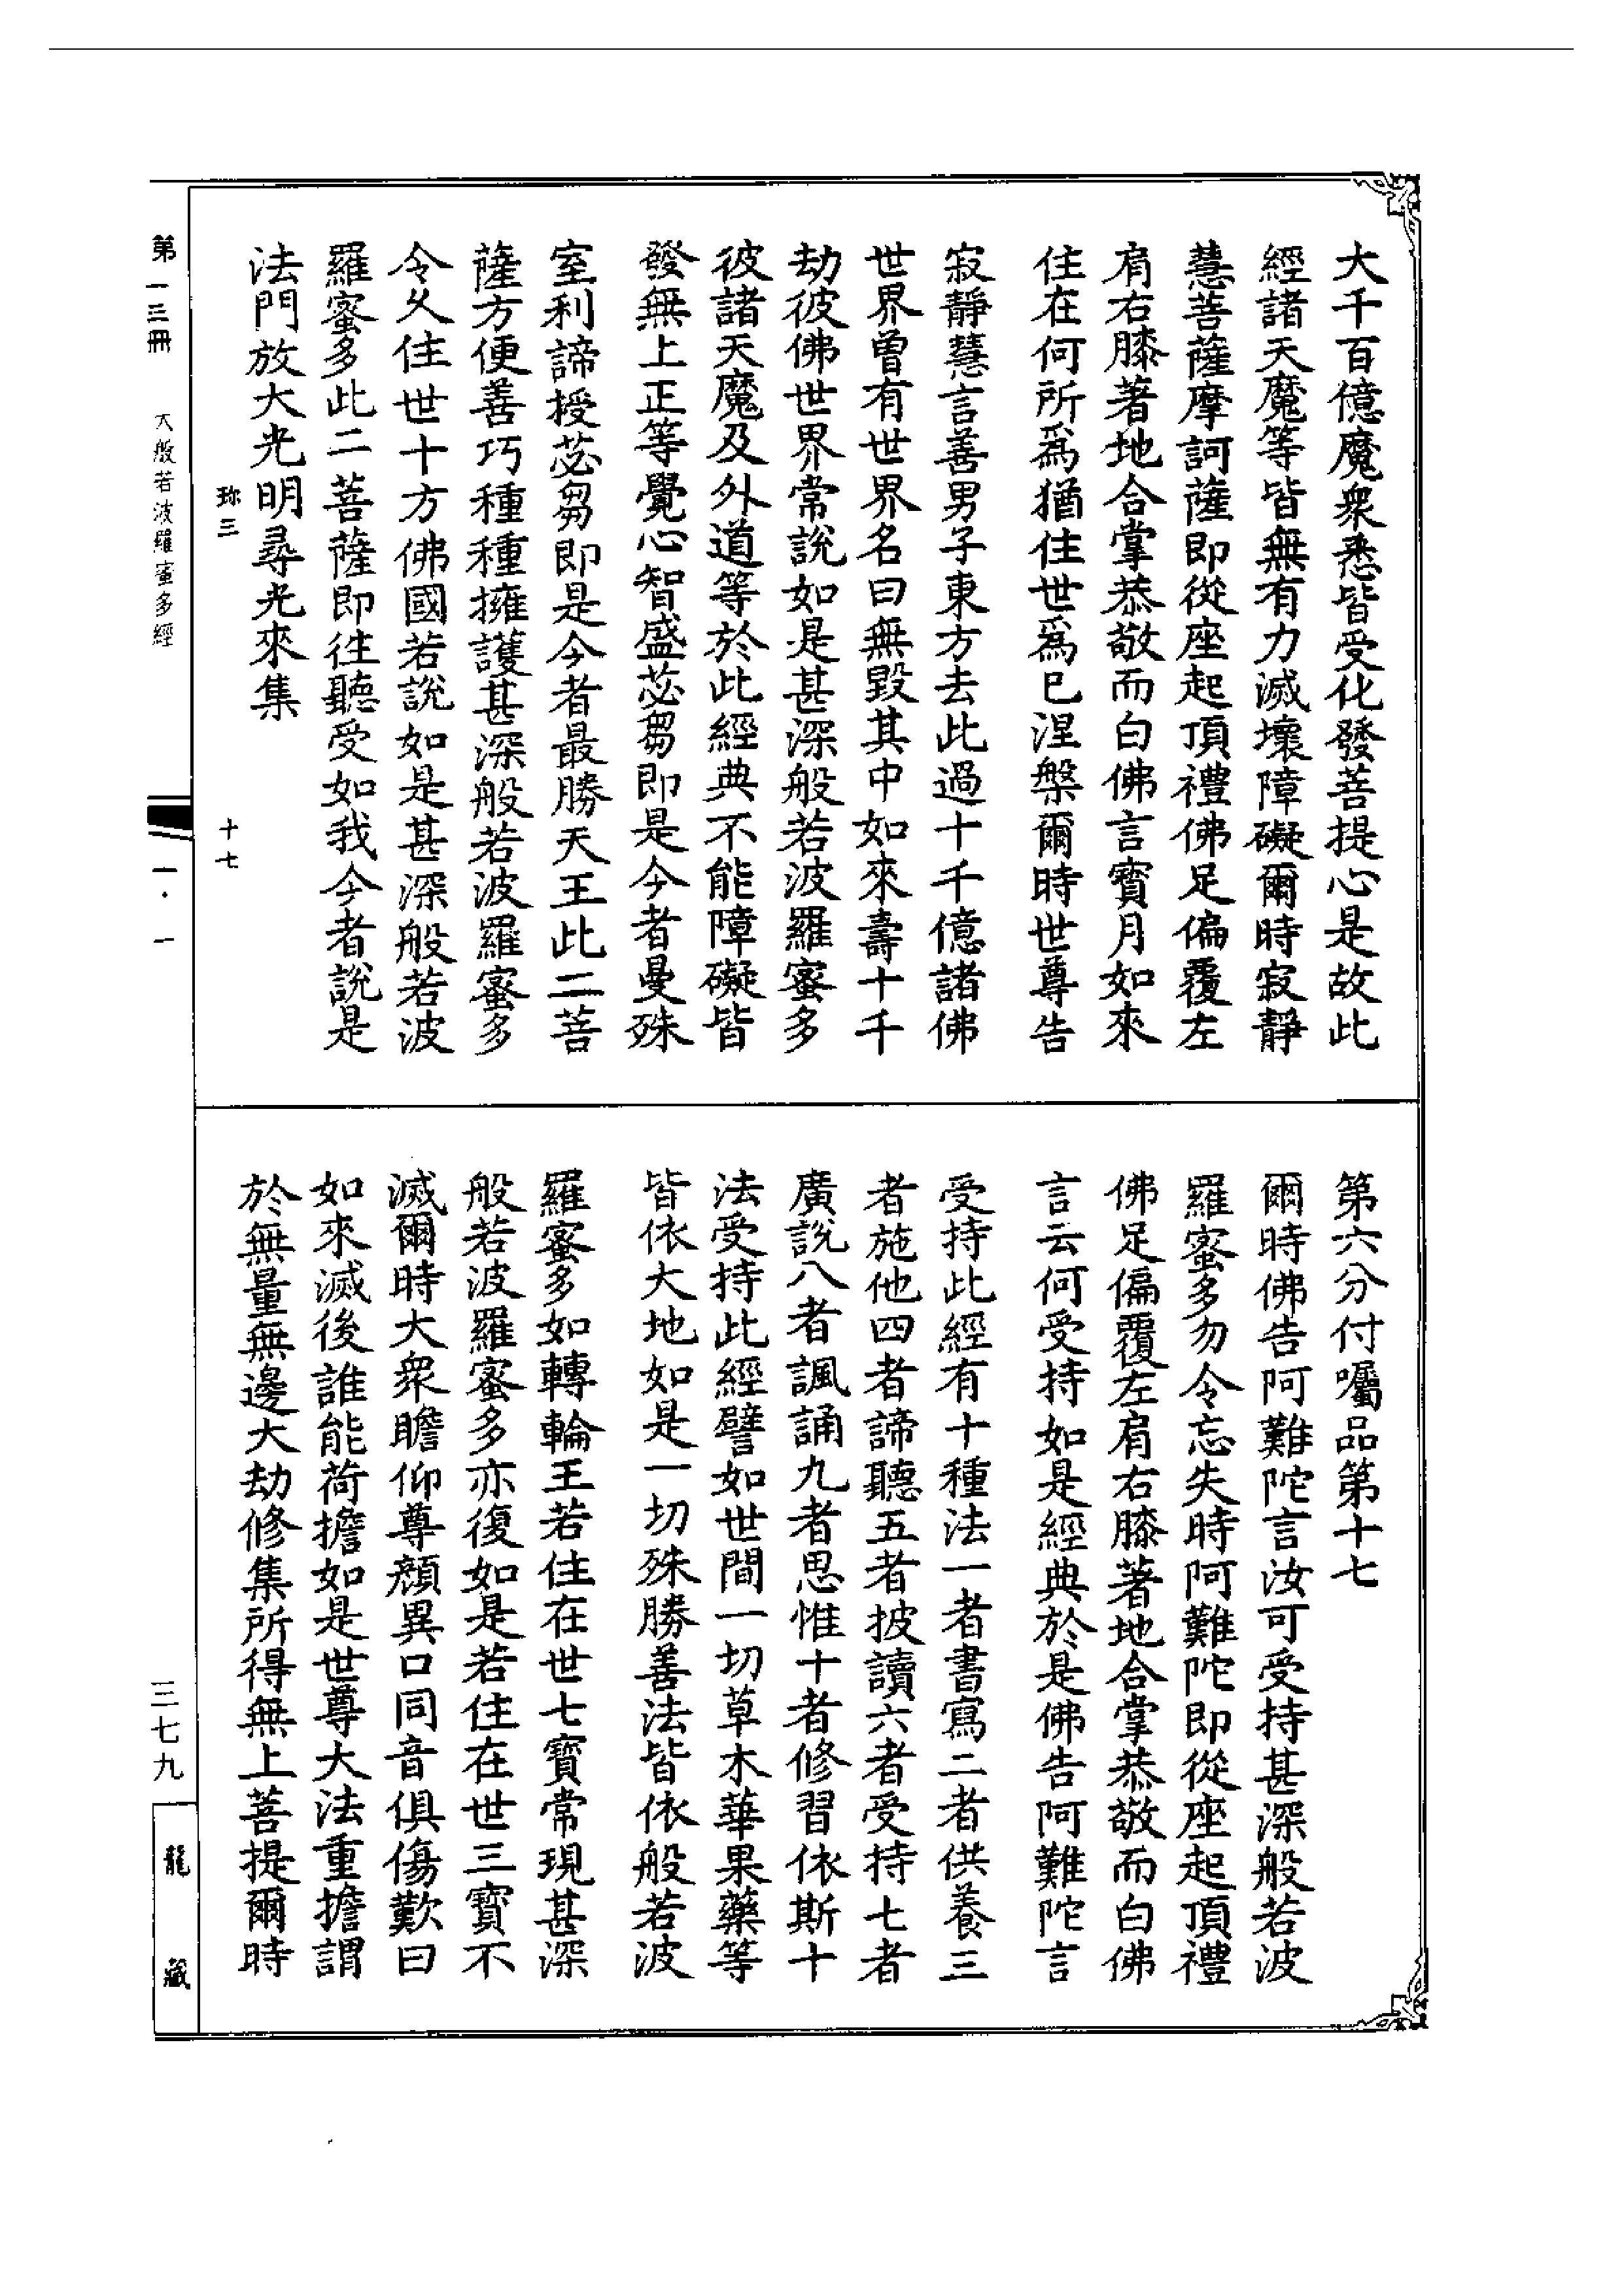 大千百億魔衆悉皆受化發菩提心是故此
經諸天魔等皆無有力滅壞障礙爾時寂靜
慧菩薩摩訶薩即從座起頂禮佛足偏覆左
肩右膝著地合掌恭敬而白佛言寶月如來
住在何所爲猶住世爲已涅槃爾時世尊告
寂靜慧言善男子東方去此過十千億諸佛
世界曾有世界名曰無毀其中如來壽十千
劫彼佛世界常說如是甚深般若波羅蜜多
彼諸天魔及外道等於此經典不能障礙皆
發無上正等覺心智盛苾芻即是今者曼殊
室利諦授苾芻即是今者最勝天王此二菩
薩方便善巧種種擁護甚深般若波羅蜜多
令久住世十方佛國若說如是甚深般若波
羅蜜多此二菩薩即往聽受如我今者說是
法門放大光明尋光來集
珎三 十七
第六分付囑品第十七
爾時佛告阿難陀言汝可受持甚深般若波
羅蜜多勿令忘失時阿難陀即從座起頂禮
佛足偏覆左肩右膝著地合掌恭敬而白佛
言云何受持如是經典於是佛告阿難陀言
受持此經有十種法一者書寫二者供養三
者施他四者諦聽五者披讀六者受持七者
廣說八者諷誦九者思惟十者修習依斯十
法受持此經譬如世間一切草木華果藥等
皆依大地如是一切殊勝善法皆依般若波
羅蜜多如轉輪王若住在世七寶常現甚深
般若波羅蜜多亦復如是若住在世三寶不
滅爾時大衆瞻仰尊顏異口同音俱傷歎曰
如來滅後誰能荷擔如是世尊大法重擔謂
於無量無邊大劫修集所得無上菩提爾時
第一三冊 大般若波羅蜜多經 一·一 三七九 龍藏